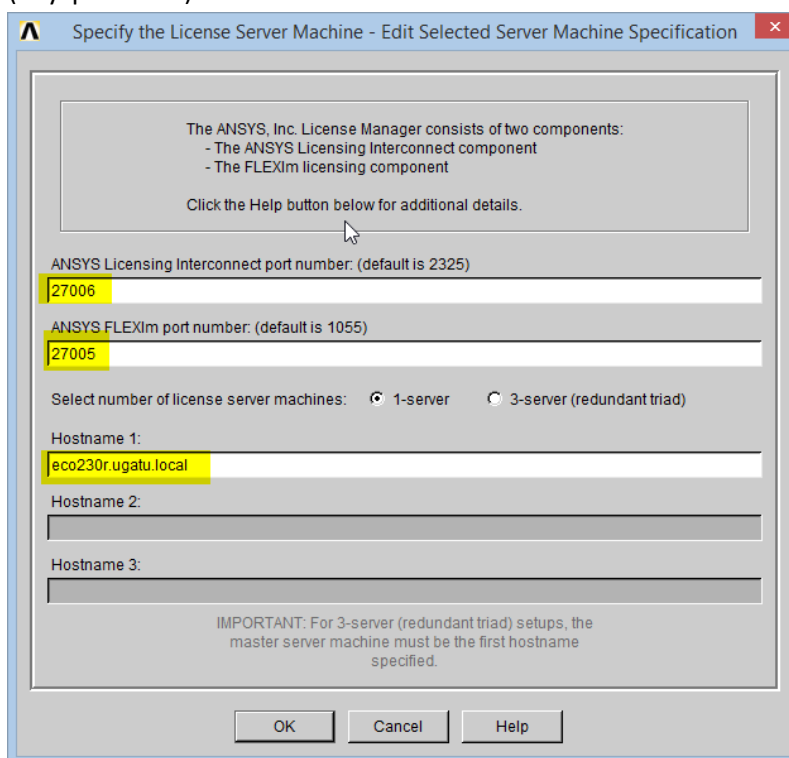 Specify the License Server Machine - Edit Selected Server Machine Specification
The ANSYS, Inc. License Manager consists of two components:
- The ANSYS Licensing Interconnect component
- The FLEXlm licensing component
Click the Help button below for additional details.
ANSYS Licensing Interconnect port number: (default is 2325)
27006
ANSYS FLEXlm port number: (default is 1055)
27005
Select number of license server machines: 1-server 3-server (redundant triad)
Hostname 1:
eco230r.ugatu.local
Hostname 2:
Hostname 3:
IMPORTANT: For 3-server (redundant triad) setups, the
master server machine must be the first hostname
specified.
OK Cancel Help